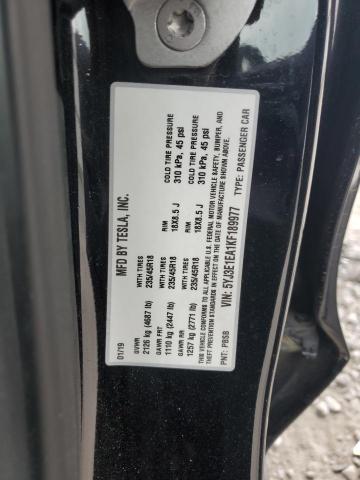 MFD BY TESLA, INC.
01/19
GVWR WITH TIRES RIM COLD TIRE PRESSURE
2126 kg (4687 lb) 235/45R18 18X8.5 J 310 kPa, 45 psi
GAWR FRT WITH TIRES RIM COLD TIRE PRESSURE
1110 kg (2447 lb) 235/45R18 18X8.5 J 310 kPa, 45 psi
GAWR RR WITH TIRES
1257 kg (2771 lb) 235/45R18
THIS VEHICLE CONFORMS TO ALL APPLICABLE U.S. FEDERAL MOTOR VEHICLE SAFETY, BUMPER, AND
THEFT PREVENTION STANDARDS IN EFFECT ON THE DATE OF MANUFACTURE SHOWN ABOVE.
VIN: 5YJ3E1EA1KF189977 TYPE: PASSENGER CAR
PNT: PBSB